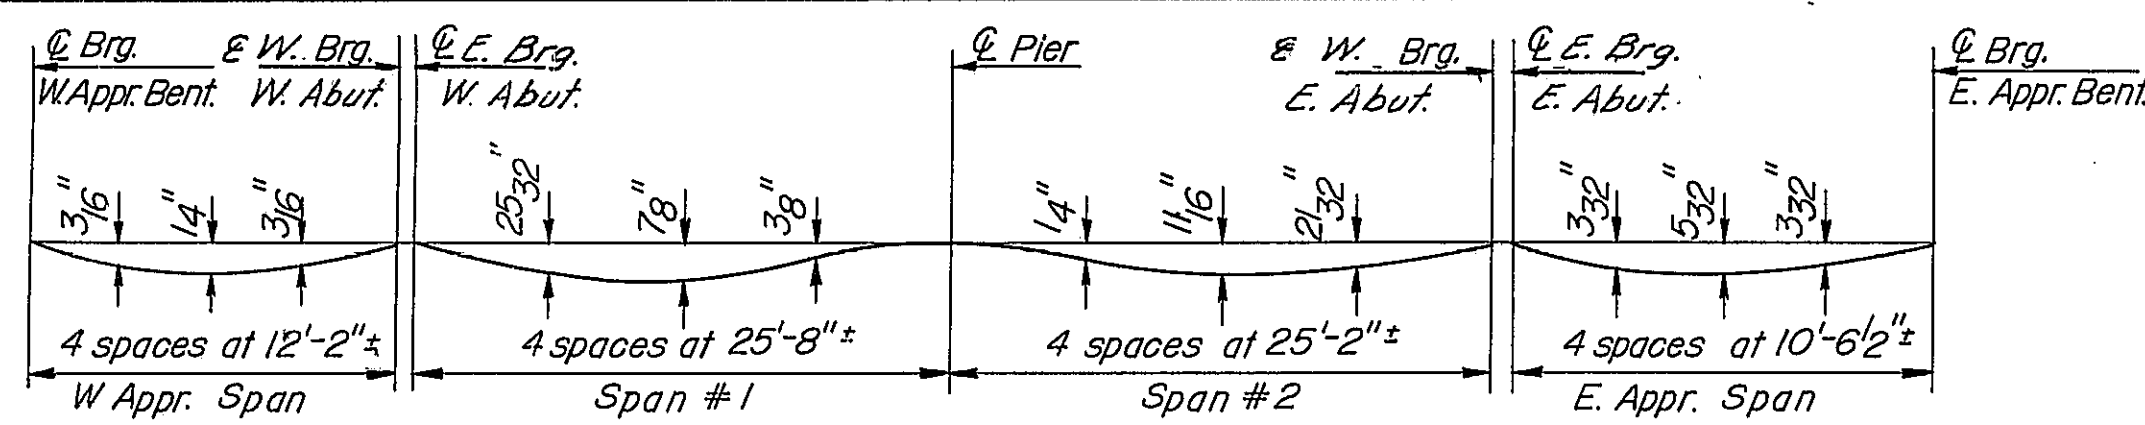 ℄ Brg.
W. Appr. Bent.
℄ W. Brg.
W. Abut.
℄ E. Brg.
W. Abut.
℄ Pier
℄ W. Brg.
E. Abut.
℄ E. Brg.
E. Abut.
℄ Brg.
E. Appr. Bent.
3/16"
1/4"
3/16"
25/32"
7/8"
3/8"
1/4"
11/16"
21/32"
3/32"
5/32"
3/32"
4 spaces at 12'-2"±
4 spaces at 25'-8"±
4 spaces at 25'-2"±
4 spaces at 10'-6 1/2"±
W Appr. Span
Span #1
Span #2
E. Appr. Span